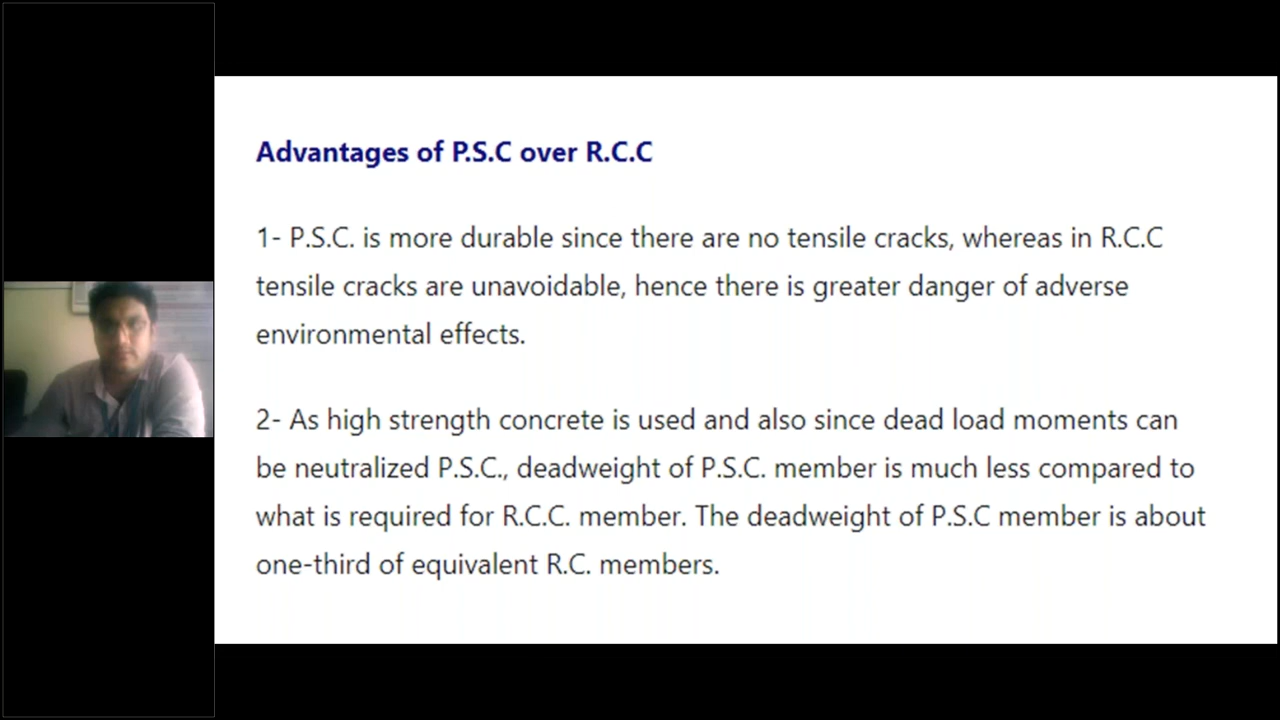 Advantages of P.S.C over R.C.C
1- P.S.C. is more durable since there are no tensile cracks, whereas in R.C.C
tensile cracks are unavoidable, hence there is greater danger of adverse
environmental effects.
2- As high strength concrete is used and also since dead load moments can
be neutralized P.S.C., deadweight of P.S.C. member is much less compared to
what is required for R.C.C. member. The deadweight of P.S.C member is about
one-third of equivalent R.C. members.